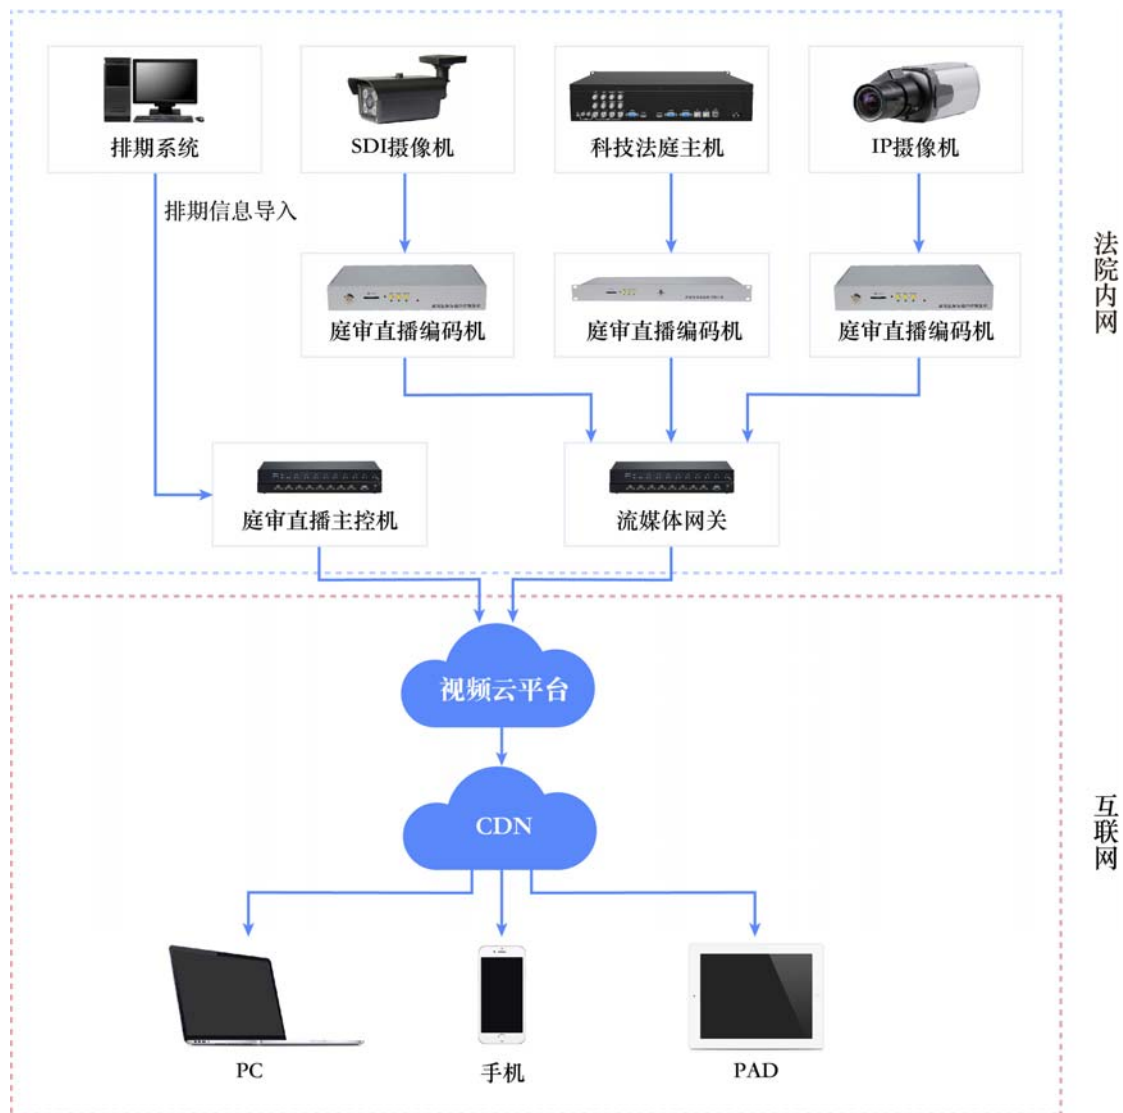 排期系统
SDI摄像机
科技法庭主机
IP摄像机
排期信息导入
法院内网
庭审直播编码机
庭审直播编码机
庭审直播编码机
庭审直播主控机
流媒体网关
视频云平台
CDN
互联网
PC
手机
PAD